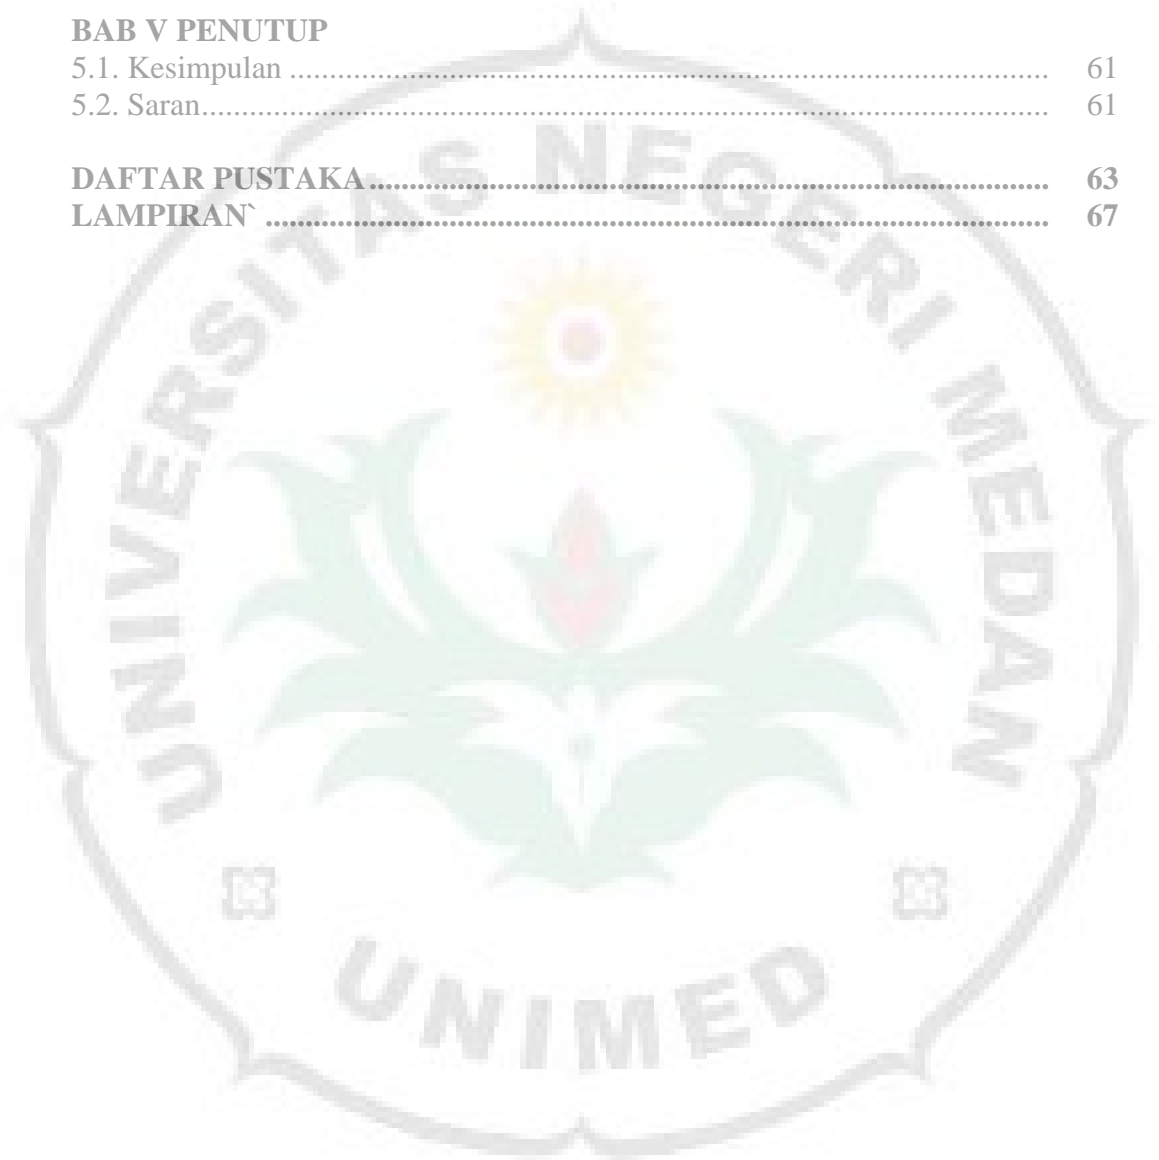 BAB V PENUTUP
5.1. Kesimpulan ................................................................................ 61
5.2. Saran......................................................................................... 61
DAFTAR PUSTAKA........................................................................ 63
LAMPIRAN` ................................................................................... 67
UNIVERSITAS NEGERI MEDAN
UNIMED